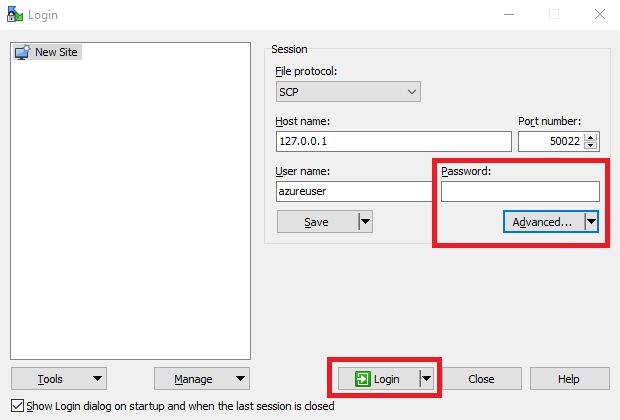 Login
New Site
Session
File protocol:
SCP
Host name:
Port number:
127.0.0.1
50022
User name:
Password:
azureuser
Save
Advanced...
Tools
Manage
Login
Close
Help
Show Login dialog on startup and when the last session is closed